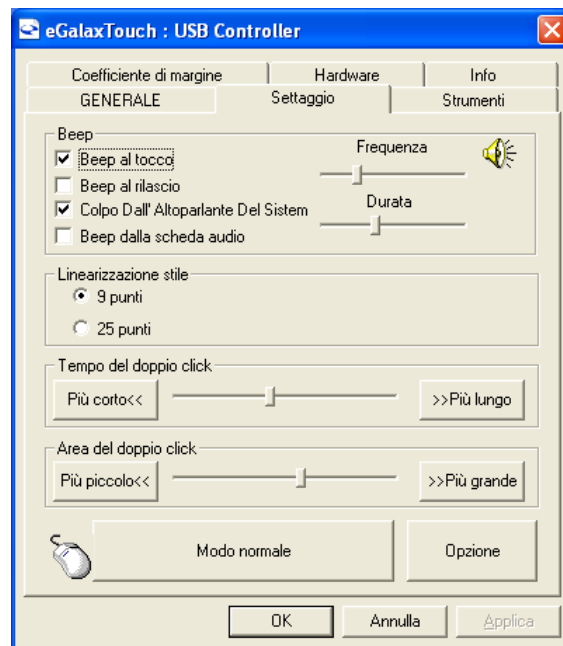 eGalaxTouch : USB Controller
Coefficiente di margine Hardware Info
GENERALE Settaggio Strumenti
Beep
Beep al tocco
Frequenza
Beep al rilascio
Colpo Dall' Altoparlante Del Sistem
Durata
Beep dalla scheda audio
Linearizzazione stile
9 punti
25 punti
Tempo del doppio click
Più corto<< >>Più lungo
Area del doppio click
Più piccolo<< >>Più grande
Modo normale Opzione
OK Annulla Applica